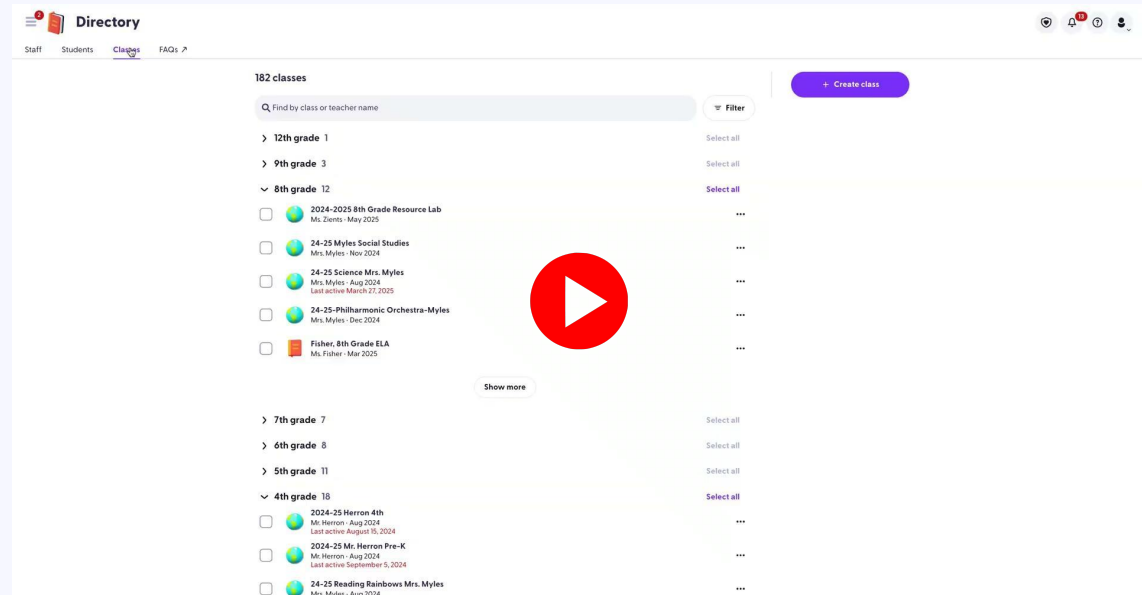 2
Directory
13
Staff Students Classes FAQs ↗
182 classes
+ Create class
Find by class or teacher name
Filter
12th grade 1 Select all
9th grade 3 Select all
8th grade 12 Select all
2024-2025 8th Grade Resource Lab
Ms. Zients · May 2025
24-25 Myles Social Studies
Mrs. Myles · Nov 2024
24-25 Science Mrs. Myles
Mrs. Myles · Aug 2024
Last active March 27, 2025
24-25-Philharmonic Orchestra-Myles
Mrs. Myles · Dec 2024
Fisher, 8th Grade ELA
Ms. Fisher · Mar 2025
Show more
7th grade 7 Select all
6th grade 8 Select all
5th grade 11 Select all
4th grade 18 Select all
2024-25 Herron 4th
Mr. Herron · Aug 2024
Last active August 15, 2024
2024-25 Mr. Herron Pre-K
Mr. Herron · Aug 2024
Last active September 5, 2024
24-25 Reading Rainbows Mrs. Myles
Mrs. Myles · Aug 2024